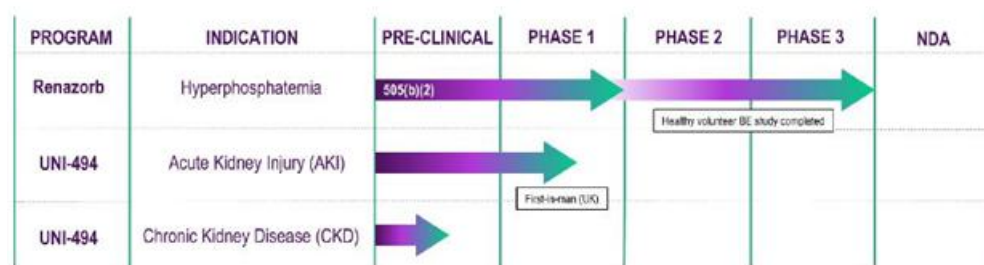 PROGRAM INDICATION PRE-CLINICAL PHASE 1 PHASE 2 PHASE 3 NDA
Renazorb Hyperphosphatemia 505(b)(2)
Healthy volunteer BE study completed
UNI-494 Acute Kidney Injury (AKI)
First-in-man (UK)
UNI-494 Chronic Kidney Disease (CKD)